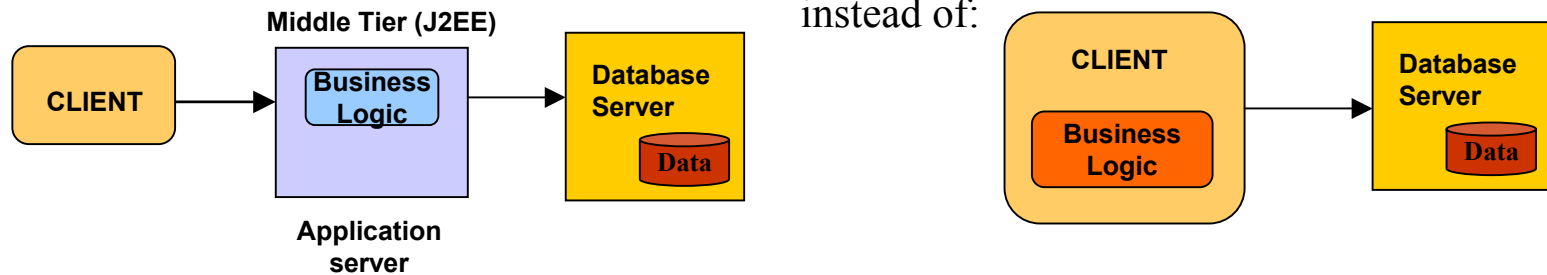 Middle Tier (J2EE)
CLIENT
Business
Logic
Database
Server
Data
Application
server
instead of:
CLIENT
Business
Logic
Database
Server
Data